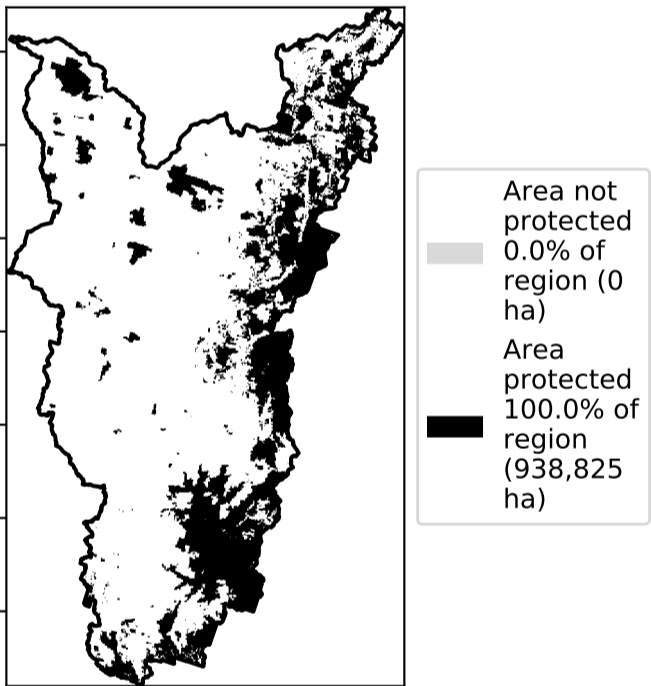 Area not
protected
0.0% of
region (0
ha)
Area
protected
100.0% of
region
(938,825
ha)